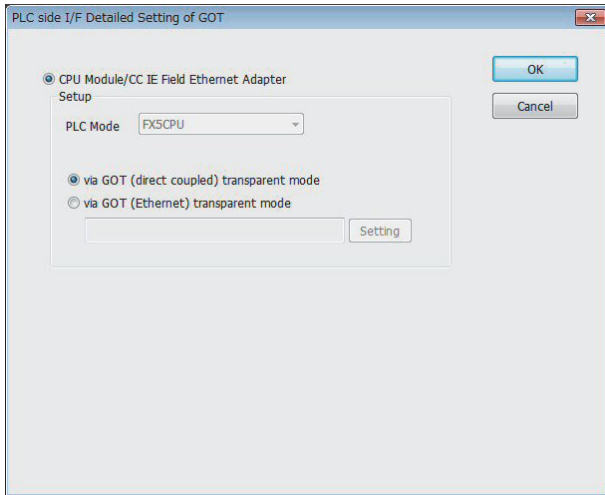 PLC side I/F Detailed Setting of GOT
CPU Module/CC IE Field Ethernet Adapter
OK
Setup
Cancel
PLC Mode FX5CPU
via GOT (direct coupled) transparent mode
via GOT (Ethernet) transparent mode
Setting